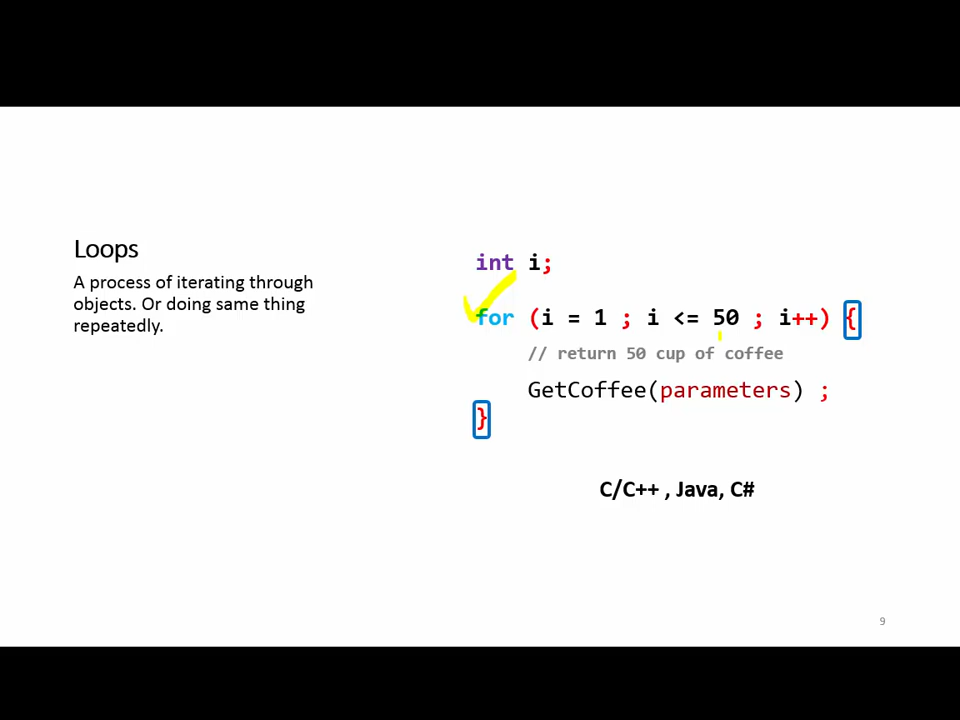 Loops
A process of iterating through
objects. Or doing same thing
repeatedly.
int i;
for (i = 1 ; i <= 50 ; i++) {
// return 50 cup of coffee
GetCoffee(parameters) ;
}
C/C++ , Java, C#
9